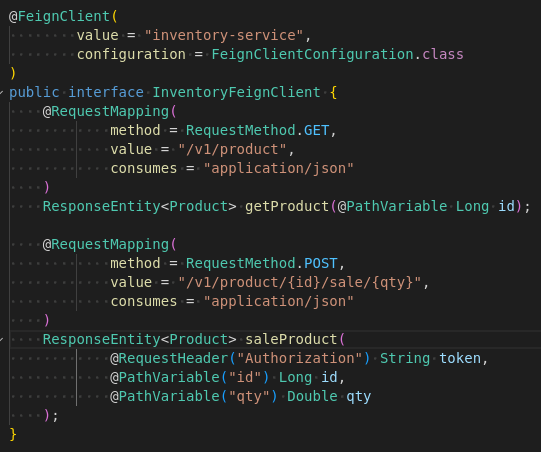 @FeignClient(
        value = "inventory-service",
        configuration = FeignClientConfiguration.class
)
public interface InventoryFeignClient {
    @RequestMapping(
            method = RequestMethod.GET,
            value = "/v1/product",
            consumes = "application/json"
    )
    ResponseEntity<Product> getProduct(@PathVariable Long id);

    @RequestMapping(
            method = RequestMethod.POST,
            value = "/v1/product/{id}/sale/{qty}",
            consumes = "application/json"
    )
    ResponseEntity<Product> saleProduct(
            @RequestHeader("Authorization") String token,
            @PathVariable("id") Long id,
            @PathVariable("qty") Double qty
    );
}